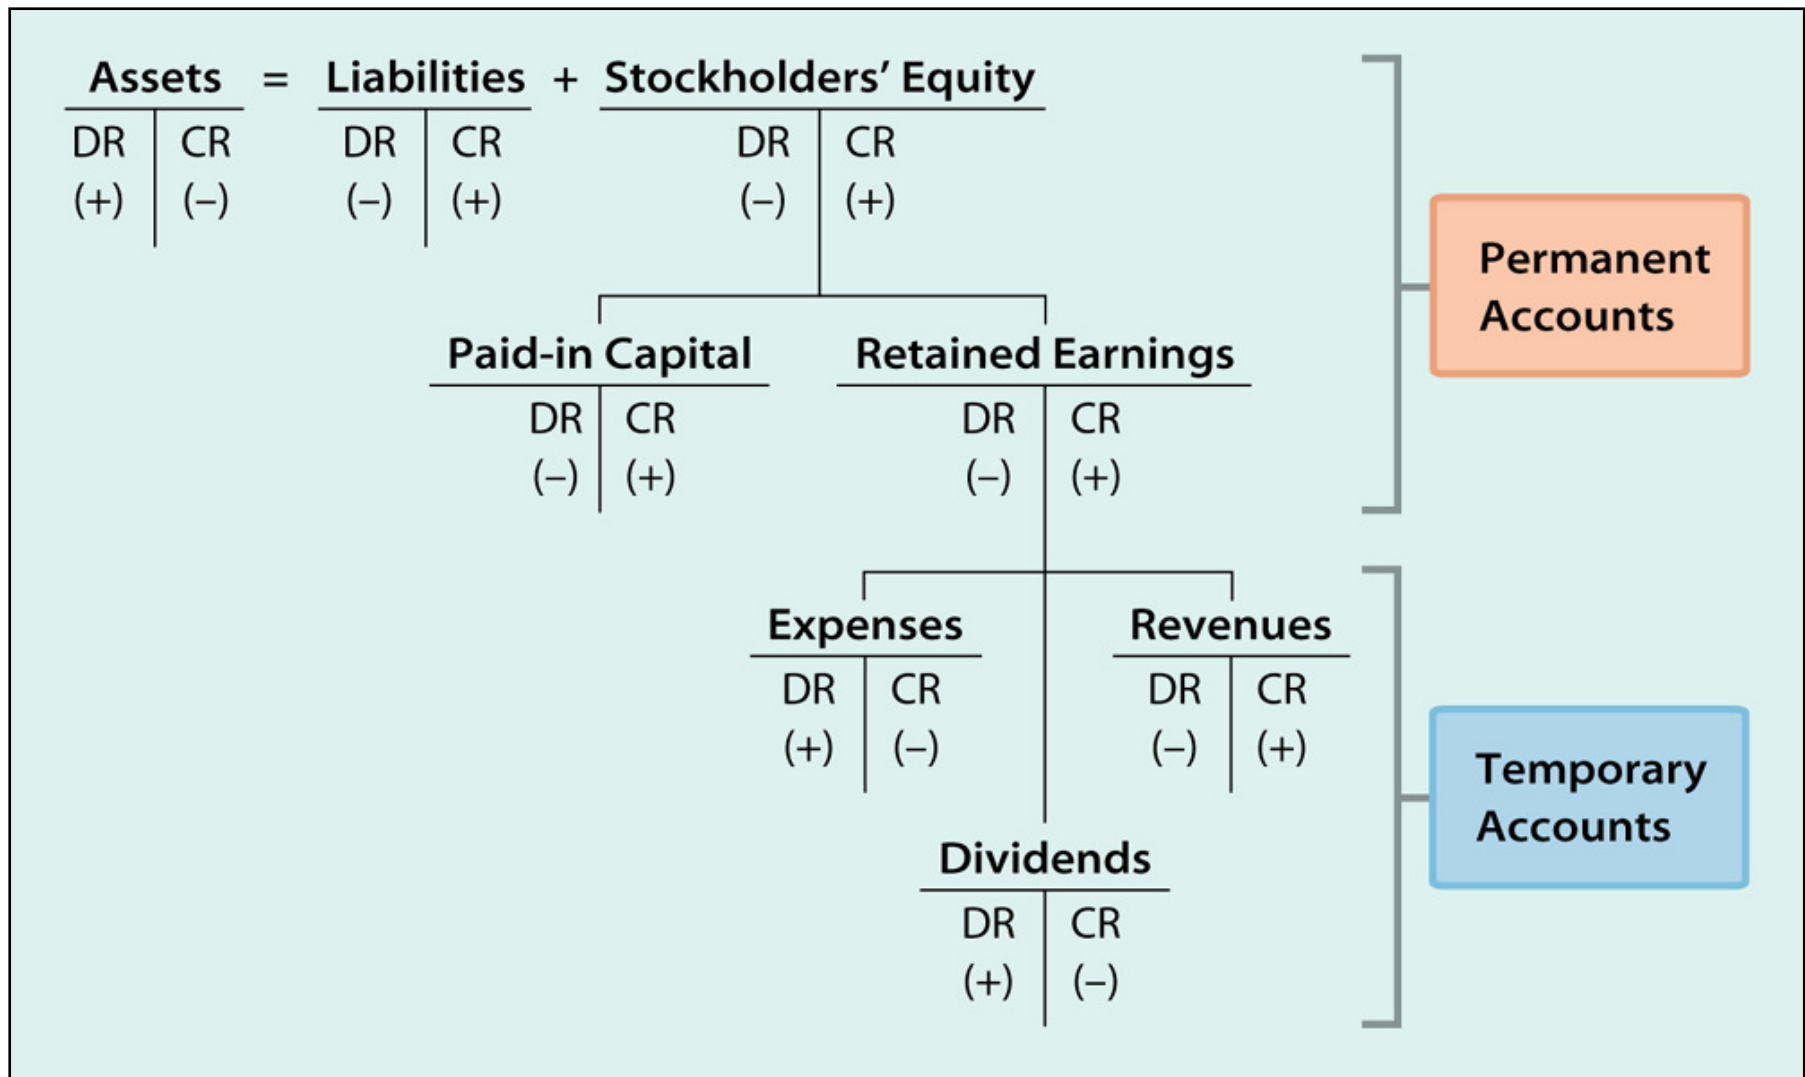 Assets = Liabilities + Stockholders’ Equity
DR CR DR CR DR CR
(+) (–) (–) (+) (–) (+)
Permanent
Accounts
Paid-in Capital Retained Earnings
DR CR DR CR
(–) (+) (–) (+)
Expenses Revenues
DR CR DR CR
(+) (–) (–) (+)
Temporary
Accounts
Dividends
DR CR
(+) (–)